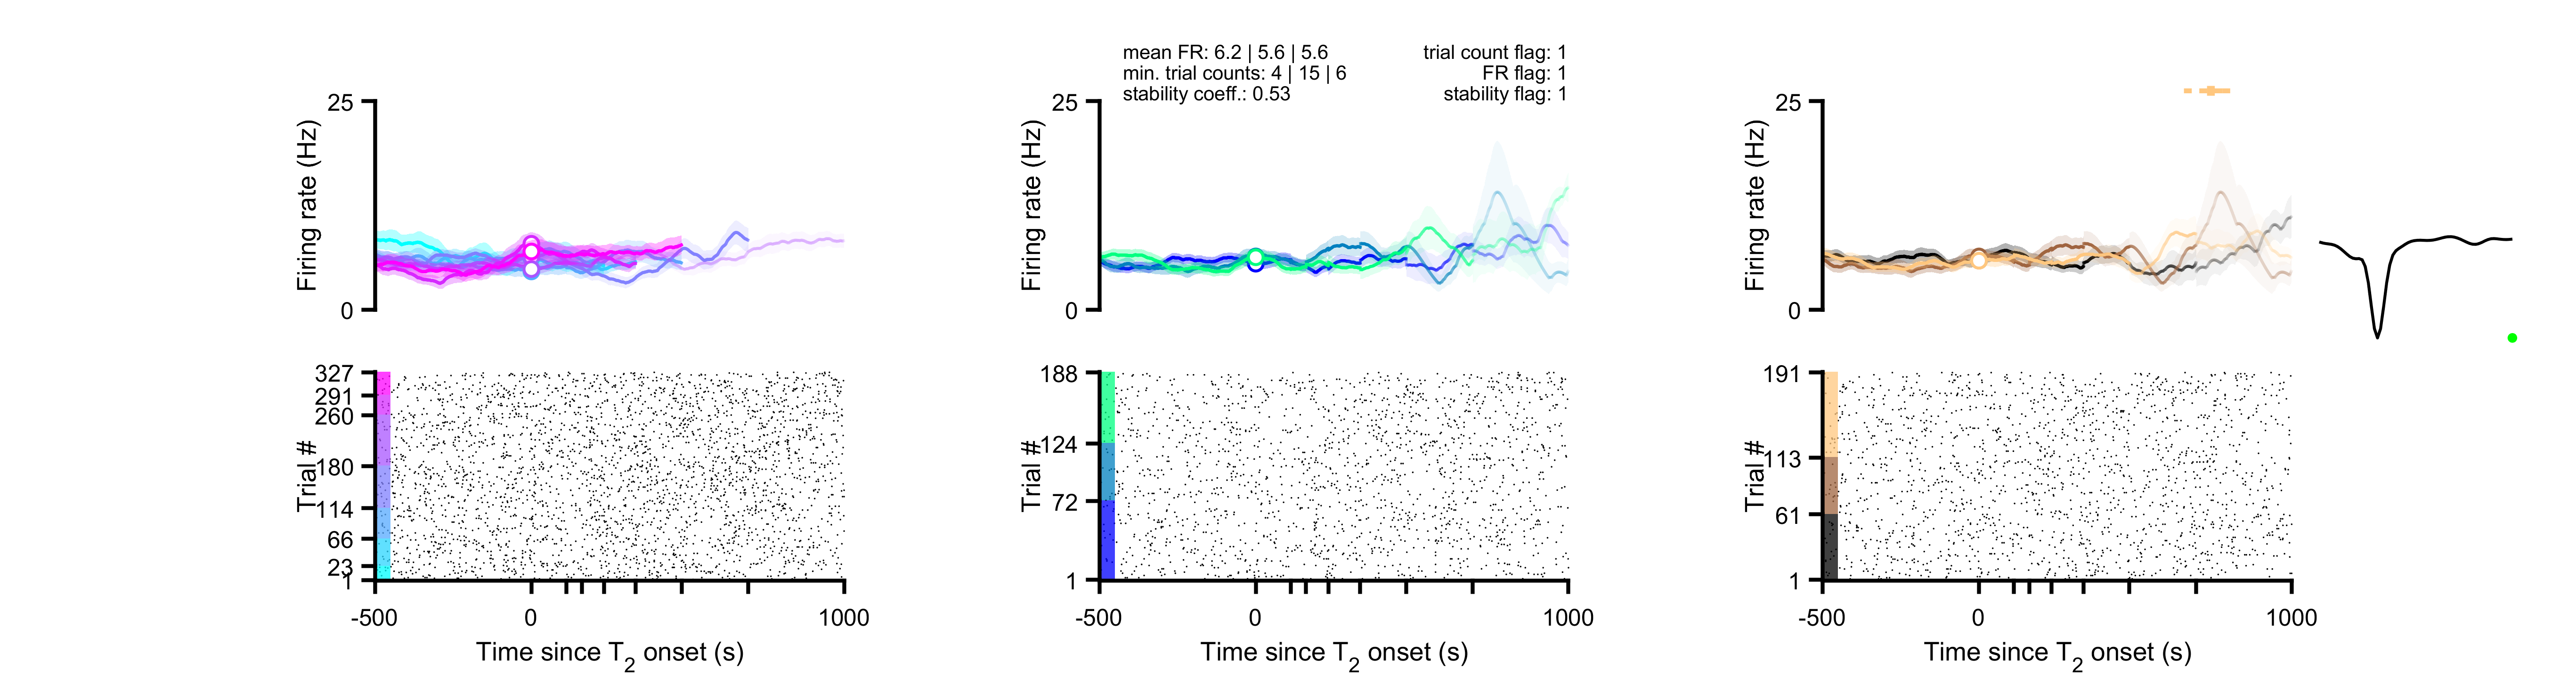 mean FR: 6.2 | 5.6 | 5.6
min. trial counts: 4 | 15 | 6
stability coeff.: 0.53
trial count flag: 1
FR flag: 1
stability flag: 1
25
Firing rate (Hz)
0
25
Firing rate (Hz)
0
25
Firing rate (Hz)
0
327
291
260
180
114
66
23
1
Trial #
-500
0
1000
Time since T2 onset (s)
188
124
72
1
Trial #
-500
0
1000
Time since T2 onset (s)
191
113
61
1
Trial #
-500
0
1000
Time since T2 onset (s)